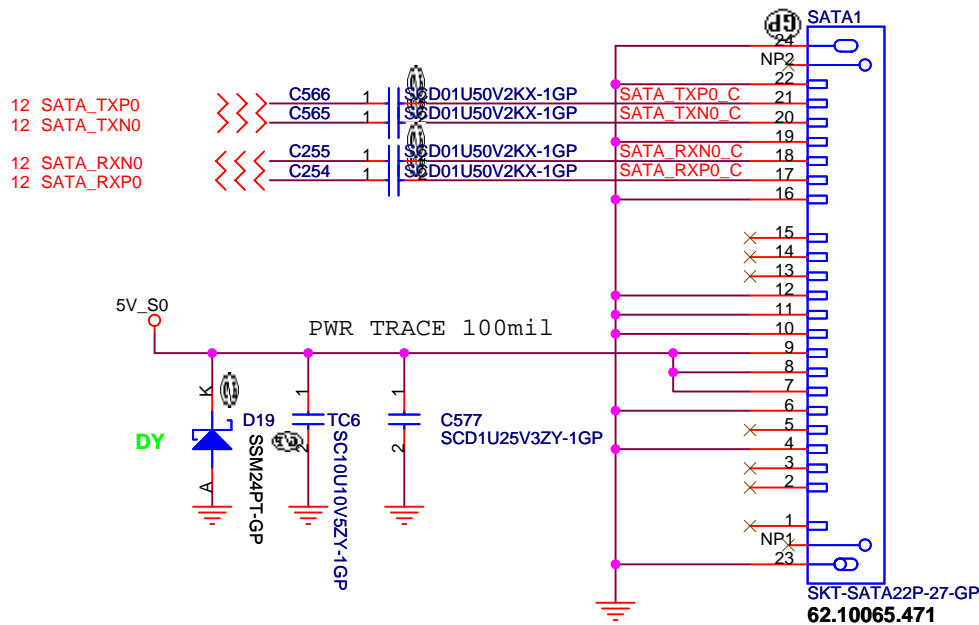 SATA1
GP
24
NP2
22
12 SATA_TXP0 C566 1 SCD01U50V2KX-1GP SATA_TXP0_C 21
12 SATA_TXN0 C565 1 SCD01U50V2KX-1GP SATA_TXN0_C 20
19
12 SATA_RXN0 C255 1 SCD01U50V2KX-1GP SATA_RXN0_C 18
12 SATA_RXP0 C254 1 SCD01U50V2KX-1GP SATA_RXP0_C 17
16
15
14
13
12
11
10
5V_S0
PWR TRACE 100mil
9
8
7
6
5
4
3
2
1
NP1
23
K
A
DY
D19
SSM24PT-GP
1
2
TC6
SC10U10V5ZY-1GP
1
2
C577
SCD1U25V3ZY-1GP
SKT-SATA22P-27-GP
62.10065.471